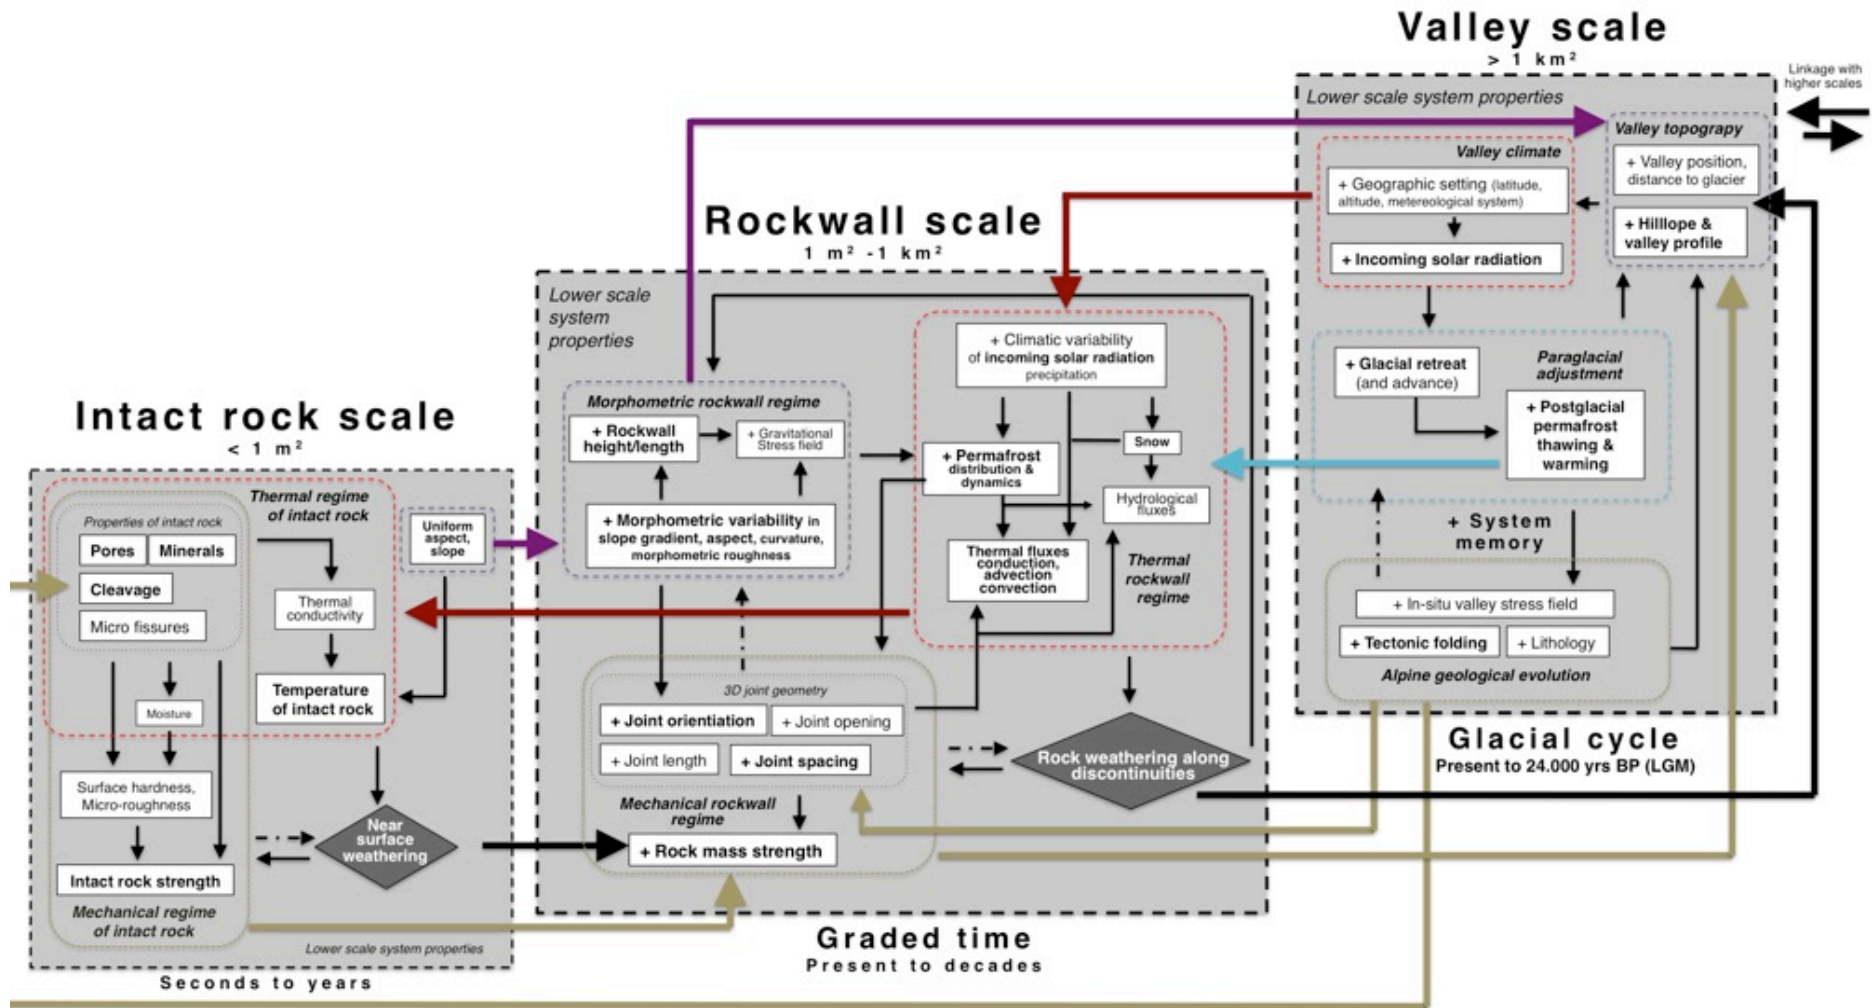 Intact rock scale
< 1 m²
Thermal regime
of intact rock
Properties of intact rock
Pores
Minerals
Cleavage
Micro fissures
Thermal
conductivity
Uniform
aspect,
slope
Temperature
of intact rock
Moisture
Surface hardness,
Micro-roughness
Near
surface
weathering
Intact rock strength
Mechanical regime
of intact rock
Lower scale system properties
Seconds to years
Rockwall scale
1 m² -1 km²
Lower scale
system
properties
Morphometric rockwall regime
+ Rockwall
height/length
+ Gravitational
Stress field
+ Morphometric variability in
slope gradient, aspect, curvature,
morphometric roughness
+ Climatic variability
of incoming solar radiation
precipitation
Snow
+ Permafrost
distribution &
dynamics
Hydrological
fluxes
Thermal fluxes
conduction,
advection
convection
Thermal
rockwall
regime
3D joint geometry
+ Joint orientiation
+ Joint opening
+ Joint length
+ Joint spacing
Mechanical rockwall
regime
+ Rock mass strength
Rock weathering along
discontinuities
Graded time
Present to decades
Valley scale
> 1 km²
Linkage with
higher scales
Lower scale system properties
Valley topograpy
Valley climate
+ Valley position,
distance to glacier
+ Geographic setting (latitude,
altitude, metereological system)
+ Hilllope &
valley profile
+ Incoming solar radiation
+ Glacial retreat
(and advance)
Paraglacial
adjustment
+ Postglacial
permafrost
thawing &
warming
+ System
memory
+ In-situ valley stress field
+ Tectonic folding
+ Lithology
Alpine geological evolution
Glacial cycle
Present to 24.000 yrs BP (LGM)